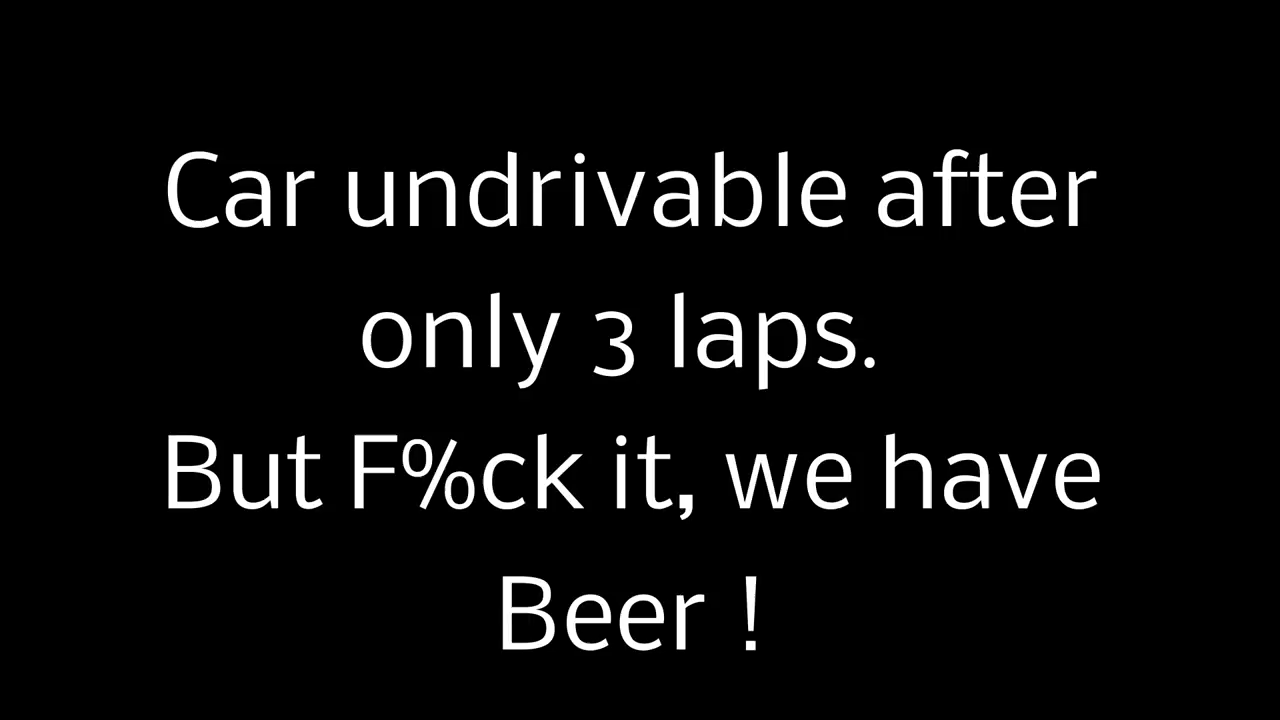 Car undrivable after
only 3 laps.
But F%ck it, we have
Beer !